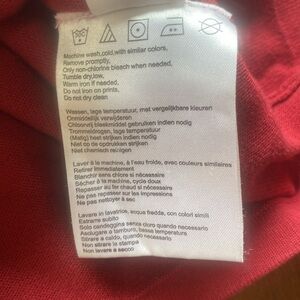 Machine wash,cold,with similar colors,
Remove promptly,
Only non-chlorine bleach when needed,
Tumble dry,low,
Warm iron if needed,
Do not iron on prints,
Do not dry clean
Wassen, lage temperatuur, met vergelijkbare kleuren
Onmiddellijk verwijderen
Chloorvrij bleekmiddel gebruiken indien nodig
Trommeldrogen, lage temperatuur
(Matig) heet strijken indien nodig
Niet op de opdrukken strijken
Niet chemisch reinigen
Laver à la machine, à l'eau froide, avec couleurs similaires
Retirer immédiatement
Blanchir sans chlore si nécessaire
Sécher en machine, cycle doux
Repasser au fer chaud si nécessaire
Ne pas repasser sur les impressions
Ne pas nettoyer à sec
Lavare in lavatrice, acqua fredda, con colori simili
Estrarre subito
Solo candeggina senza cloro quando necessario
Asciugare a tamburo, bassa temperatura
Stirare a caldo, quando necessario
Non stirare le stampe
Non lavare a secco